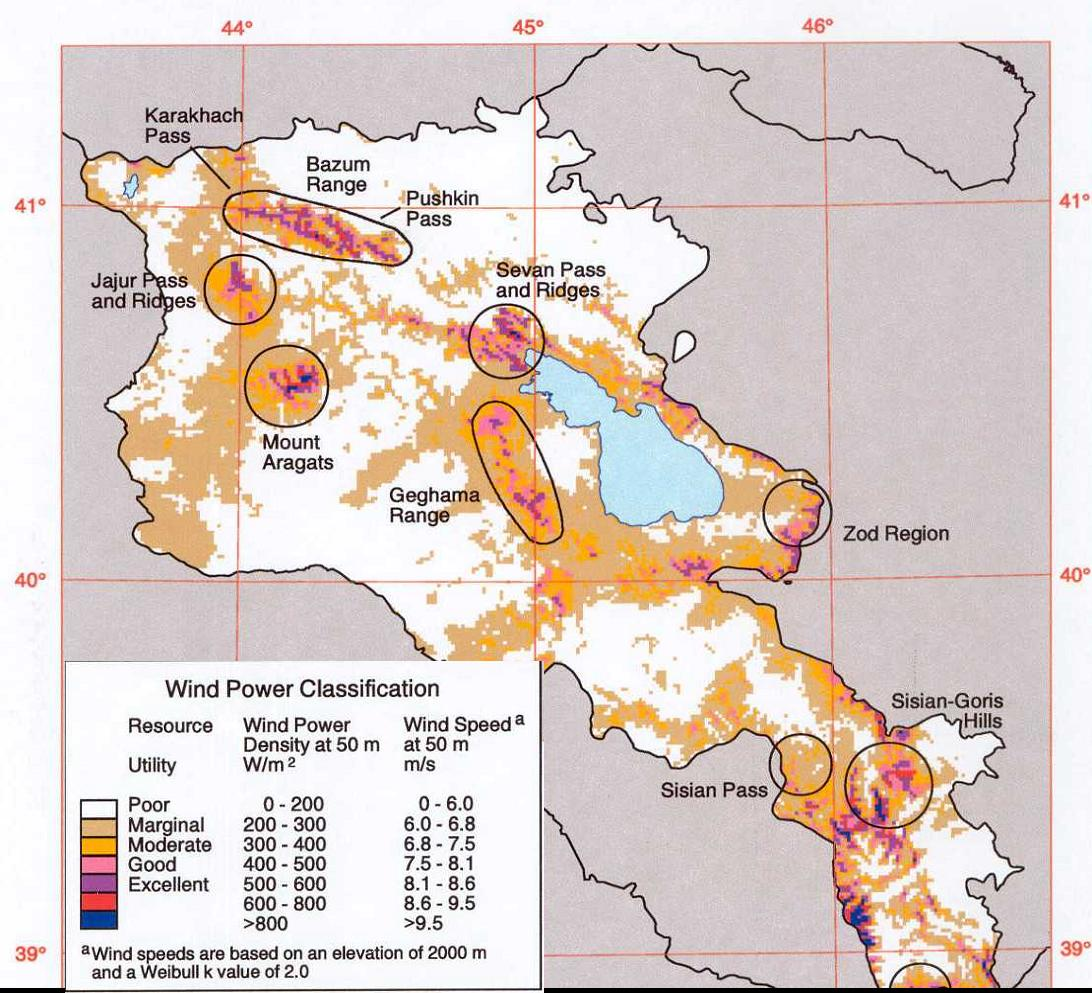 44°
45°
46°
Karakhach
Pass
Bazum
Range
Pushkin
Pass
41°
41°
Jajur Pass
and Ridges
Sevan Pass
and Ridges
Mount
Aragats
Geghama
Range
Zod Region
40°
40°
Sisian-Goris
Hills
Sisian Pass
39°
39°
Wind Power Classification
Resource Wind Power Wind Speed a
Density at 50 m at 50 m
Utility W/m 2 m/s
Poor 0 - 200 0 - 6.0
Marginal 200 - 300 6.0 - 6.8
Moderate 300 - 400 6.8 - 7.5
Good 400 - 500 7.5 - 8.1
Excellent 500 - 600 8.1 - 8.6
600 - 800 8.6 - 9.5
>800 >9.5
a Wind speeds are based on an elevation of 2000 m
and a Weibull k value of 2.0